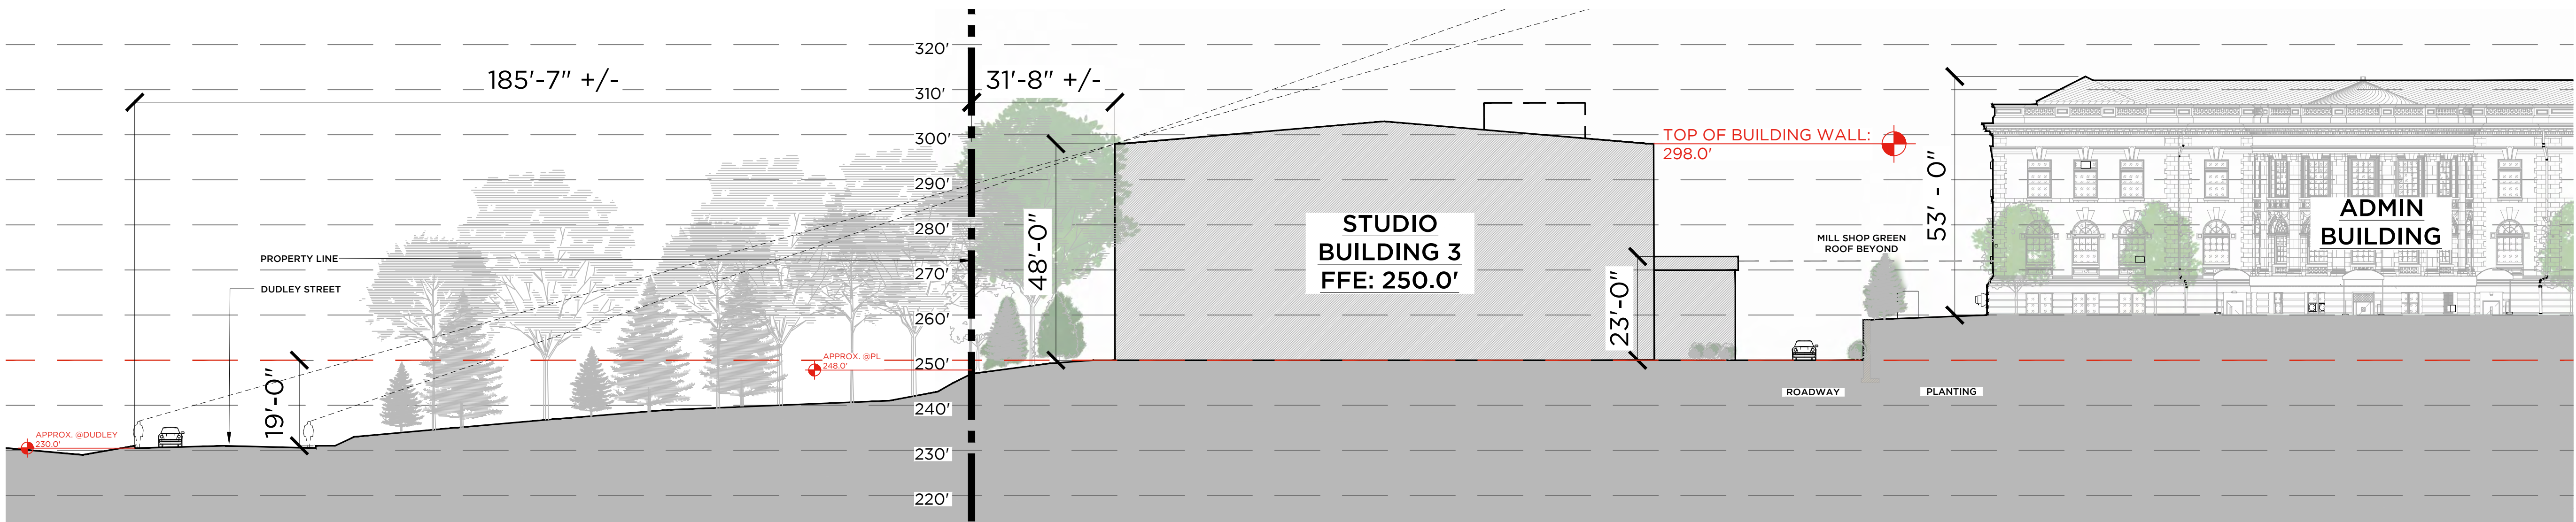 320'
185'-7" +/-
31'-8" +/-
310'
300'
TOP OF BUILDING WALL:
298.0'
290'
53' - 0"
280'
48'-0"
STUDIO
BUILDING 3
FFE: 250.0'
ADMIN
BUILDING
MILL SHOP GREEN
ROOF BEYOND
PROPERTY LINE
270'
DUDLEY STREET
23'-0"
260'
APPROX. @PL
248.0'
250'
19'-0"
ROADWAY
PLANTING
240'
APPROX. @DUDLEY
230.0'
230'
220'